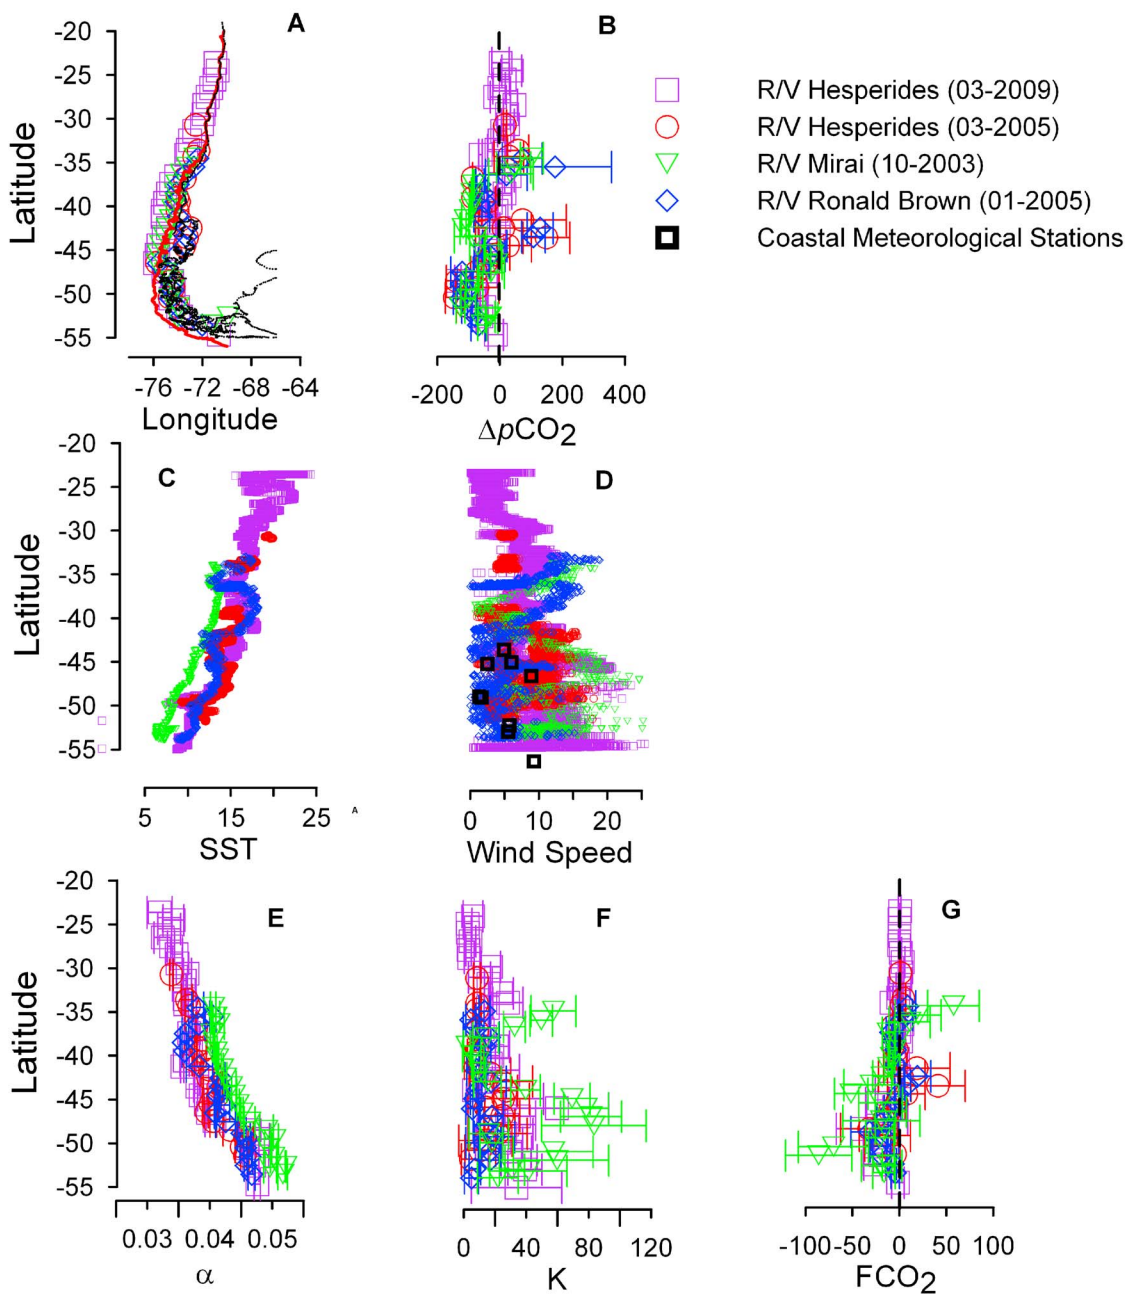 A
B
-20
-25
-30
-35
-40
-45
-50
-55
Latitude
-76 -72 -68 -64
Longitude
-200 0 200 400
ΔpCO2
R/V Hesperides (03-2009)
R/V Hesperides (03-2005)
R/V Mirai (10-2003)
R/V Ronald Brown (01-2005)
Coastal Meteorological Stations
C
D
-20
-25
-30
-35
-40
-45
-50
-55
Latitude
5 15 25
A
SST
0 10 20
Wind Speed
E
F
G
-20
-25
-30
-35
-40
-45
-50
-55
Latitude
0.03 0.04 0.05
α
0 40 80 120
K
-100 -50 0 50 100
FCO2